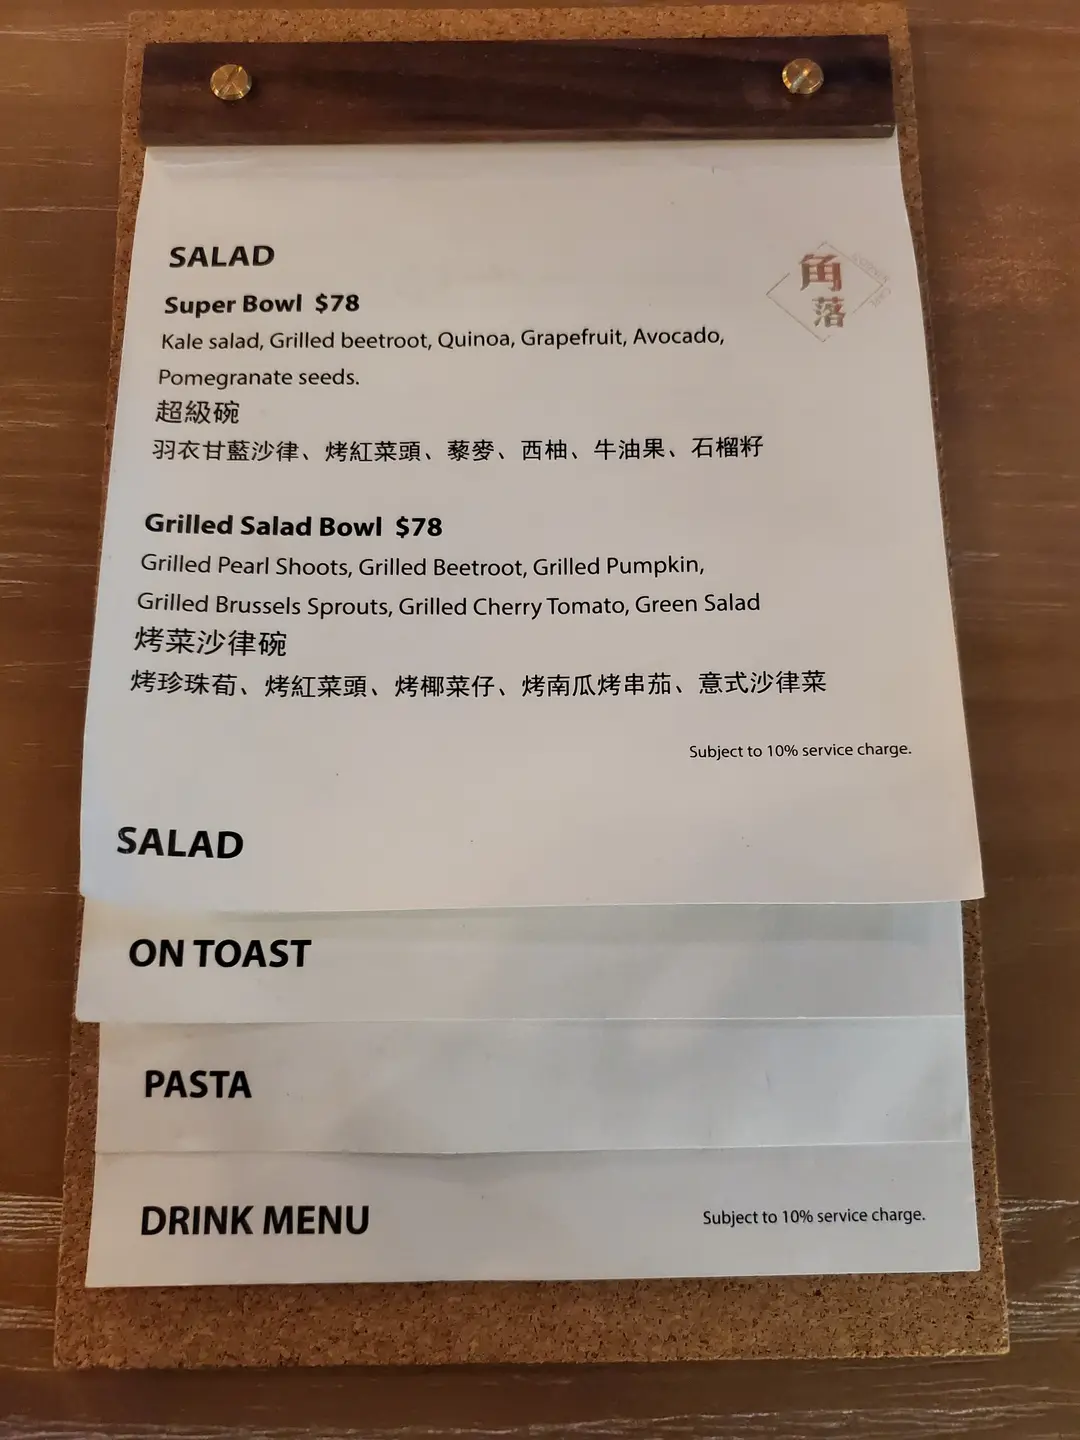 SALAD
角
落
Super Bowl $78
Kale salad, Grilled beetroot, Quinoa, Grapefruit, Avocado,
Pomegranate seeds.
超級碗
羽衣甘藍沙律、烤紅菜頭、藜麥、西柚、牛油果、石榴籽
Grilled Salad Bowl $78
Grilled Pearl Shoots, Grilled Beetroot, Grilled Pumpkin,
Grilled Brussels Sprouts, Grilled Cherry Tomato, Green Salad
烤菜沙律碗
烤珍珠荀、烤紅菜頭、烤椰菜仔、烤南瓜烤串茄、意式沙律菜
Subject to 10% service charge.
SALAD
ON TOAST
PASTA
DRINK MENU
Subject to 10% service charge.